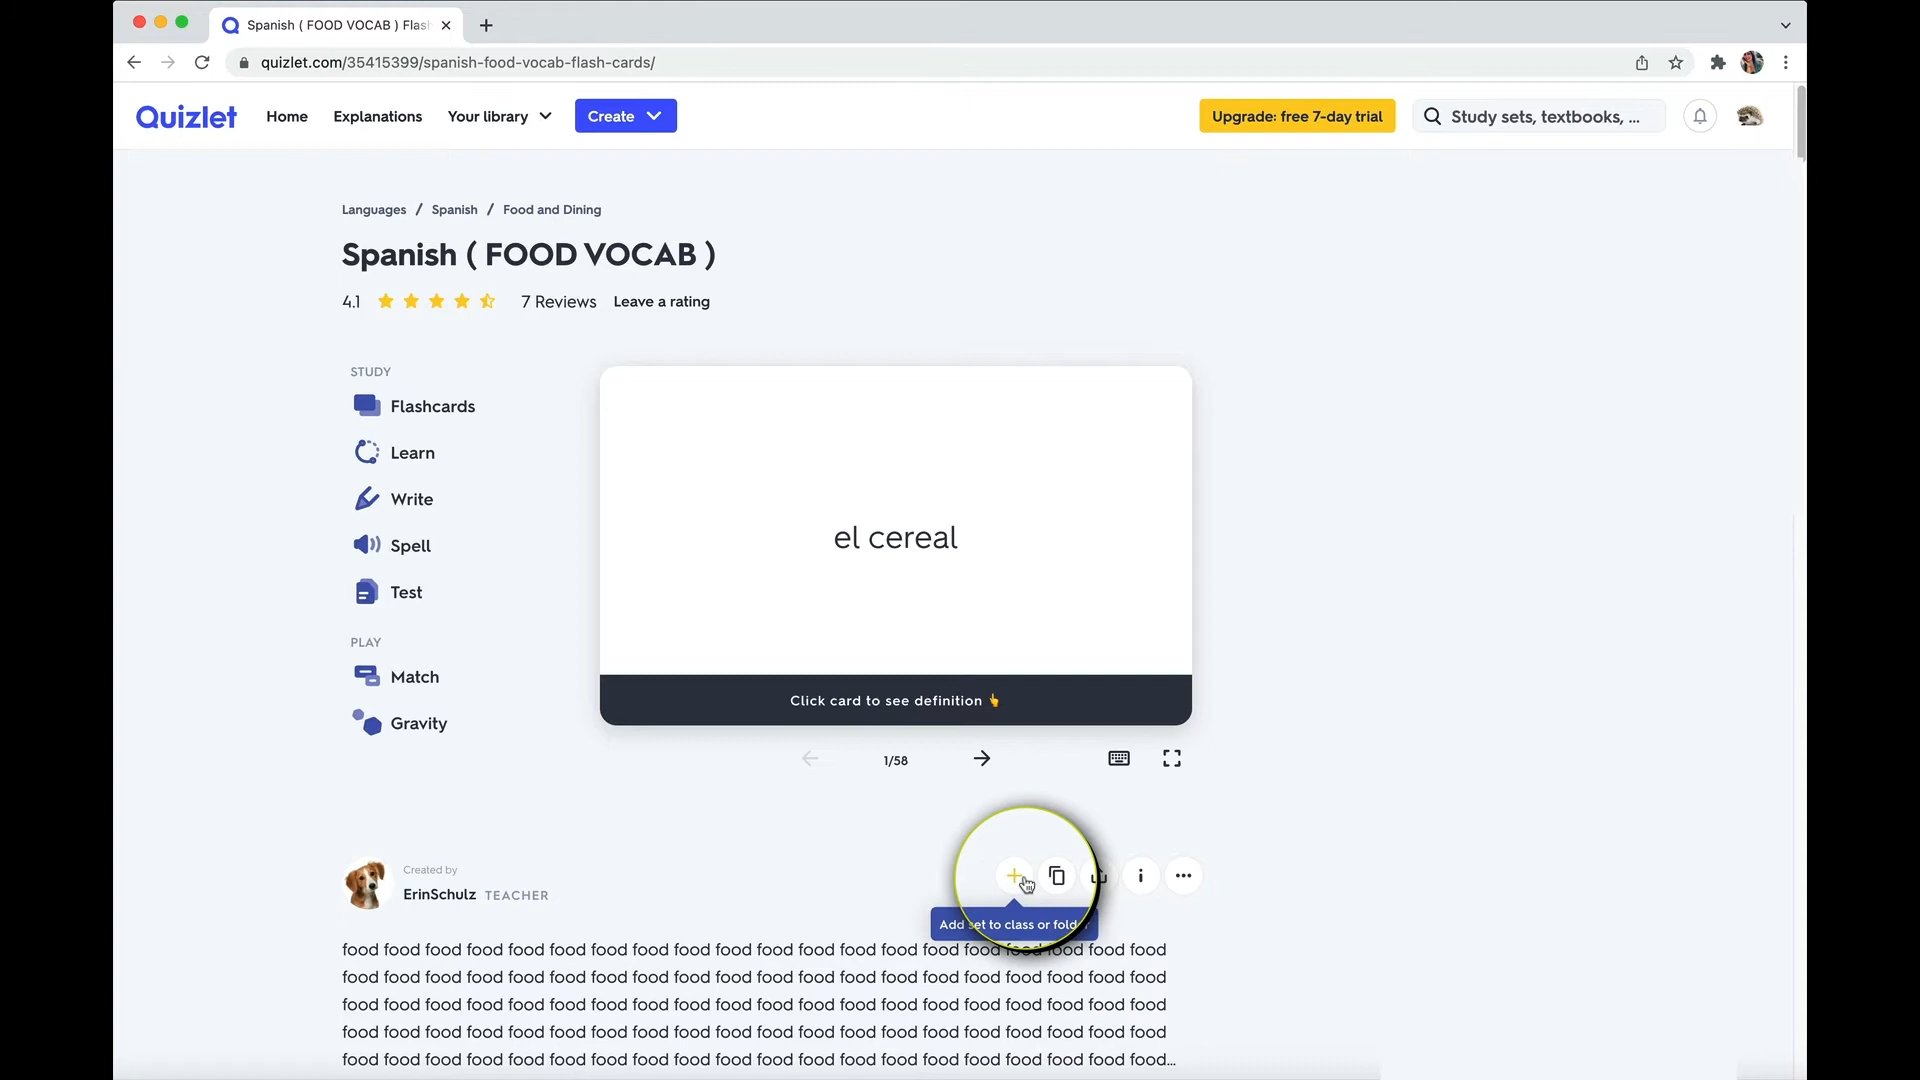 Spanish ( FOOD VOCAB ) Flas
quizlet.com/35415399/spanish-food-vocab-flash-cards/
Quizlet
Home
Explanations
Your library
Create
Upgrade: free 7-day trial
Study sets, textbooks, ...
Languages / Spanish / Food and Dining
Spanish ( FOOD VOCAB )
4.1
7 Reviews
Leave a rating
STUDY
Flashcards
Learn
Write
Spell
Test
PLAY
Match
Gravity
el cereal
Click card to see definition
1/58
Created by
ErinSchulz TEACHER
Add set to class or fold
food food food food food food food food food food food food food food food food food food food food
food food food food food food food food food food food food food food food food food food food food
food food food food food food food food food food food food food food food food food food food food
food food food food food food food food food food food food food food food food food food food food
food food food food food food food food food food food food food food food food food food food food...